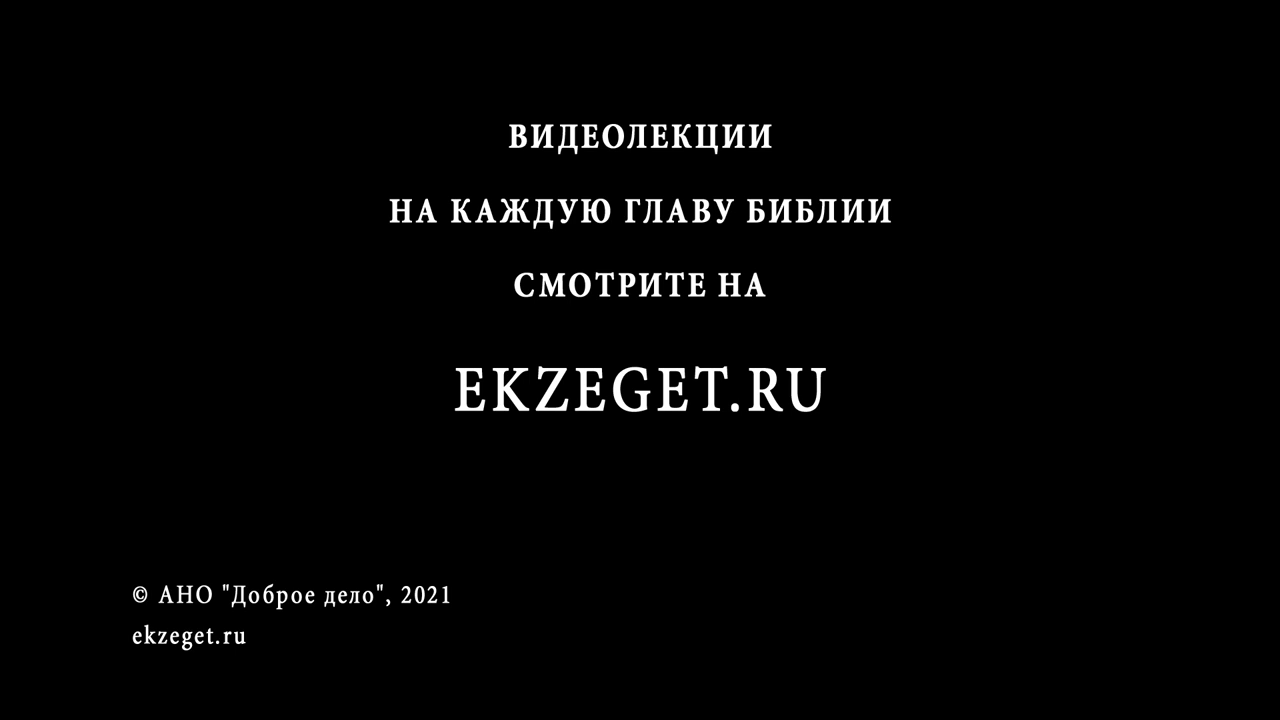 ВИДЕОЛЕКЦИИ
НА КАЖДУЮ ГЛАВУ БИБЛИИ
СМОТРИТЕ НА
EKZEGET.RU
© АНО "Доброе дело", 2021
ekzeget.ru